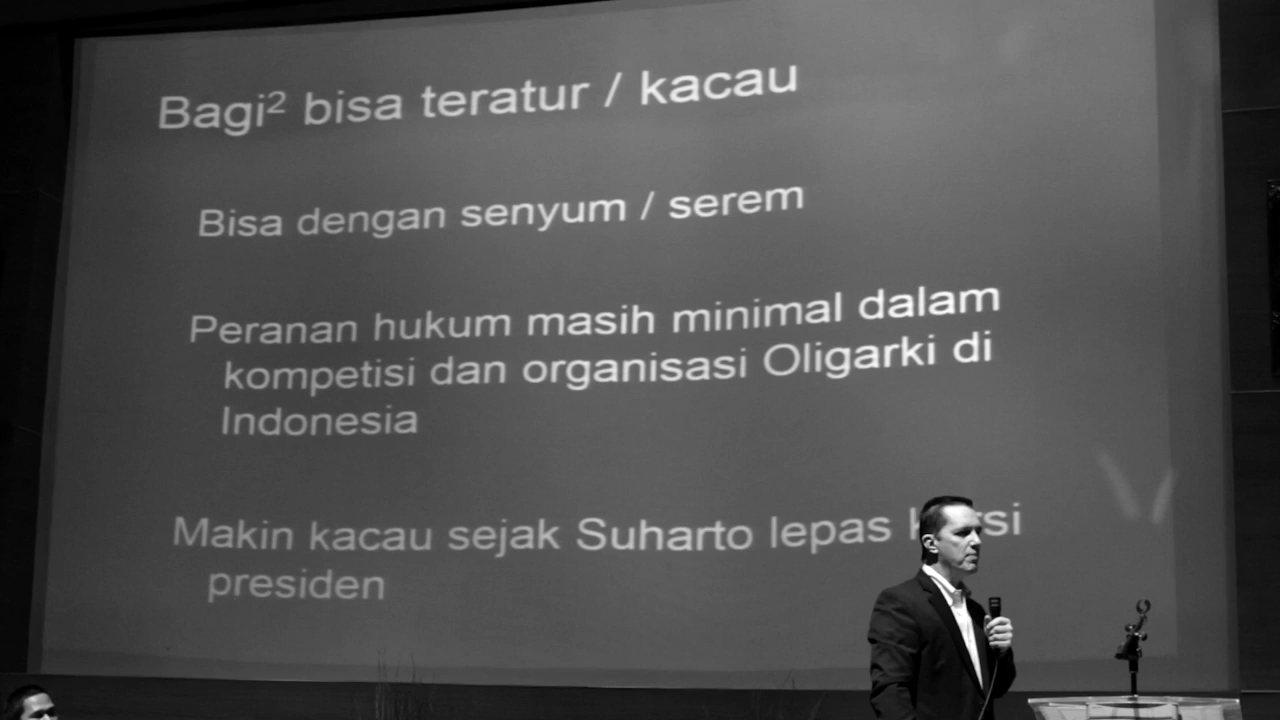 Bagi² bisa teratur / kacau
Bisa dengan senyum / serem
Peranan hukum masih minimal dalam
kompetisi dan organisasi Oligarki di
Indonesia
Makin kacau sejak Suharto lepas
presiden